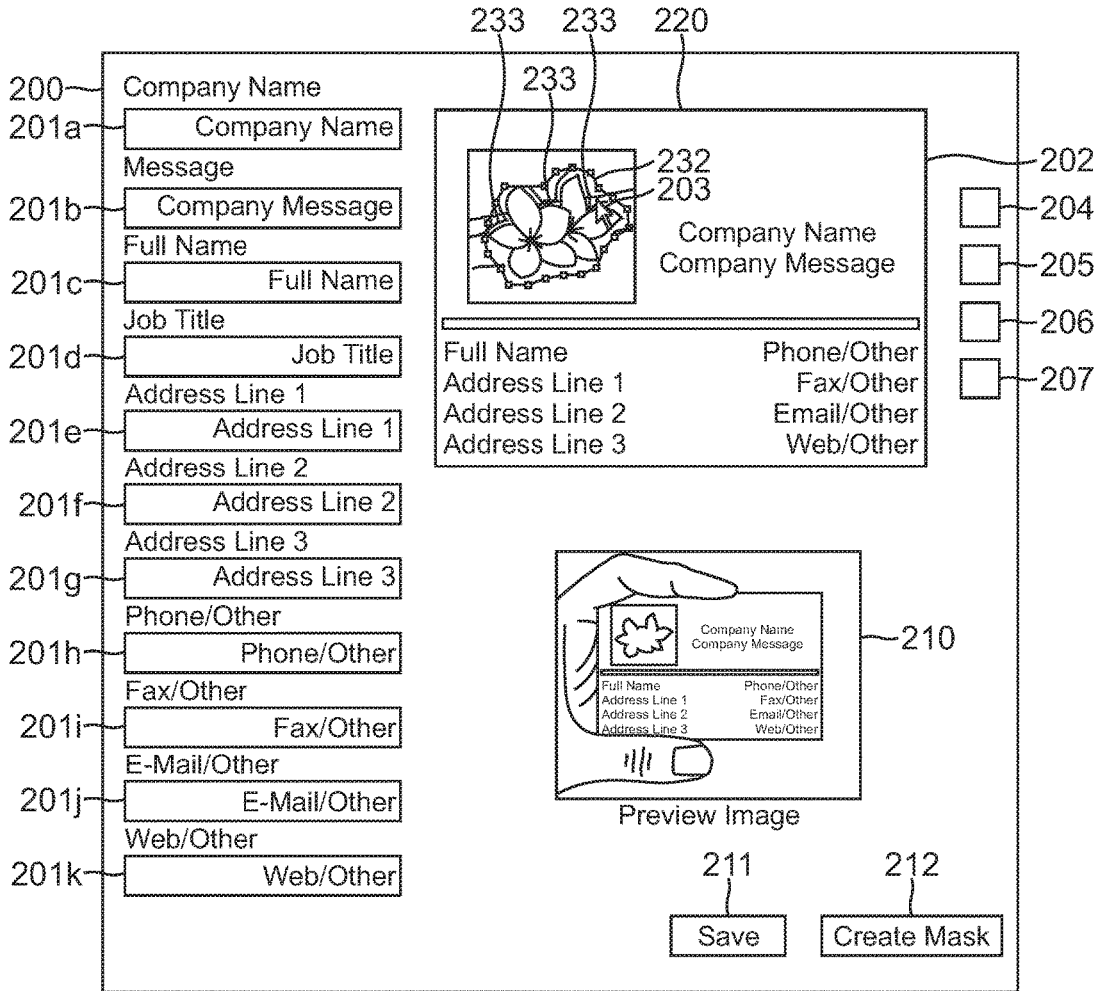 233 233 220
233
200 Company Name
201a Company Name
232
202
203
Message
201b Company Message
204
Company Name
Company Message
Full Name
205
201c Full Name
206
Job Title
201d Job Title
207
Full Name Phone/Other
Address Line 1 Fax/Other
Address Line 2 Email/Other
Address Line 3 Web/Other
Address Line 1
201e Address Line 1
Address Line 2
201f Address Line 2
Address Line 3
201g Address Line 3
Phone/Other
201h Phone/Other
Fax/Other
201i Fax/Other
E-Mail/Other
201j E-Mail/Other
Web/Other
201k Web/Other
Company Name
Company Message
210
Full Name Phone/Other
Address Line 1 Fax/Other
Address Line 2 Email/Other
Address Line 3 Web/Other
Preview Image
211 212
Save Create Mask